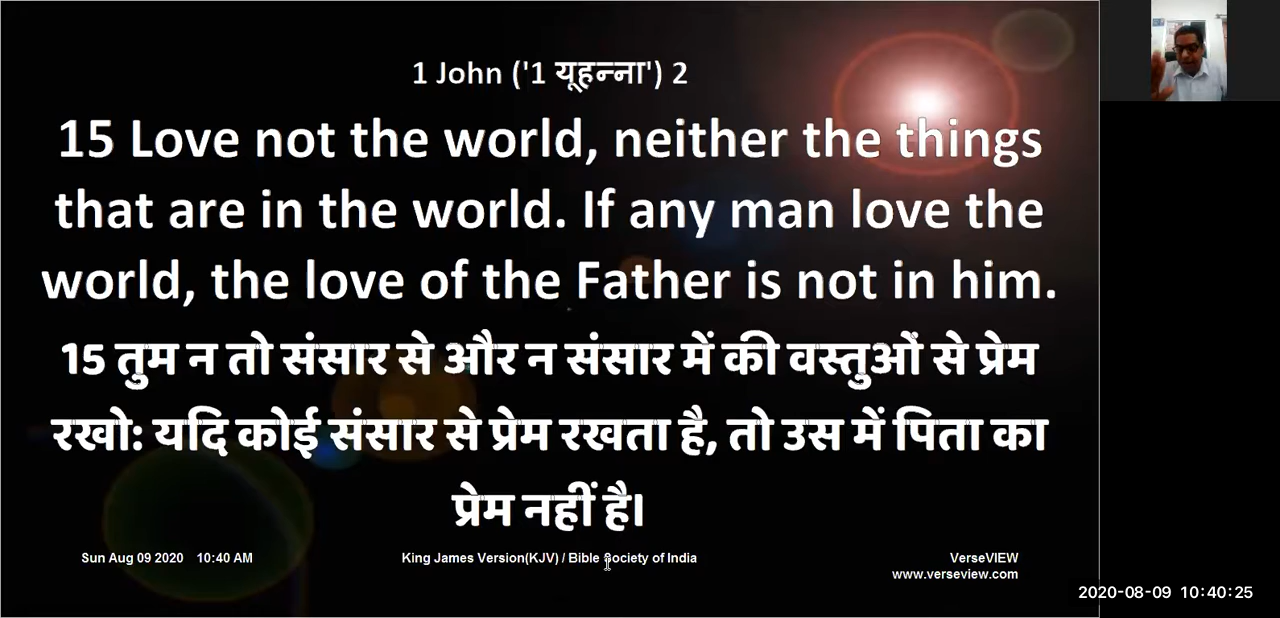 1 John ('1 यूहन्ना') 2
15 Love not the world, neither the things
that are in the world. If any man love the
world, the love of the Father is not in him.
15 तुम न तो संसार से और न संसार में की वस्तुओं से प्रेम
रखो: यदि कोई संसार से प्रेम रखता है, तो उस में पिता का
प्रेम नहीं है।
Sun Aug 09 2020 10:40 AM
King James Version(KJV) / Bible Society of India
VerseVIEW
www.verseview.com
2020-08-09 10:40:25